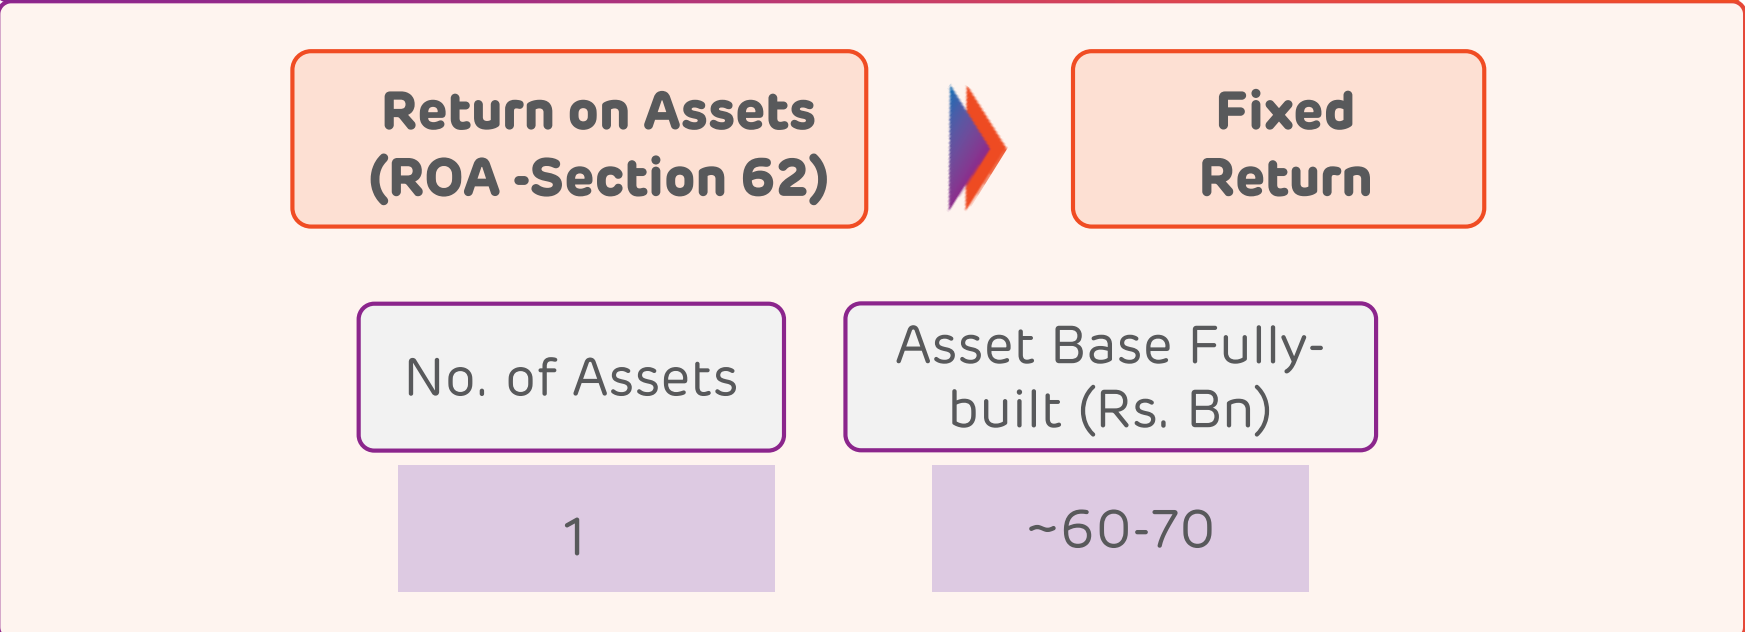 Return on Assets
(ROA -Section 62)
Fixed
Return
No. of Assets
Asset Base Fully-
built (Rs. Bn)
1
~60-70